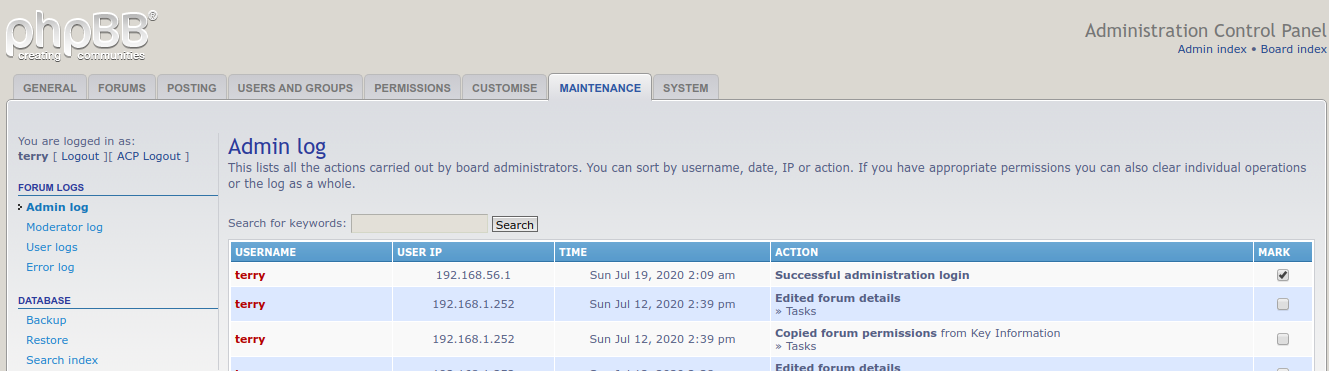 phpBB®
creating communities
Administration Control Panel
Admin index • Board index
GENERAL FORUMS POSTING USERS AND GROUPS PERMISSIONS CUSTOMISE MAINTENANCE SYSTEM
You are logged in as:
terry [ Logout ][ ACP Logout ]
FORUM LOGS
Admin log
Moderator log
User logs
Error log
DATABASE
Backup
Restore
Search index
Admin log
This lists all the actions carried out by board administrators. You can sort by username, date, IP or action. If you have appropriate permissions you can also clear individual operations
or the log as a whole.
Search for keywords: Search
USERNAME USER IP TIME ACTION MARK
terry 192.168.56.1 Sun Jul 19, 2020 2:09 am Successful administration login
terry 192.168.1.252 Sun Jul 12, 2020 2:39 pm Edited forum details
» Tasks
terry 192.168.1.252 Sun Jul 12, 2020 2:39 pm Copied forum permissions from Key Information
» Tasks
Edited forum details